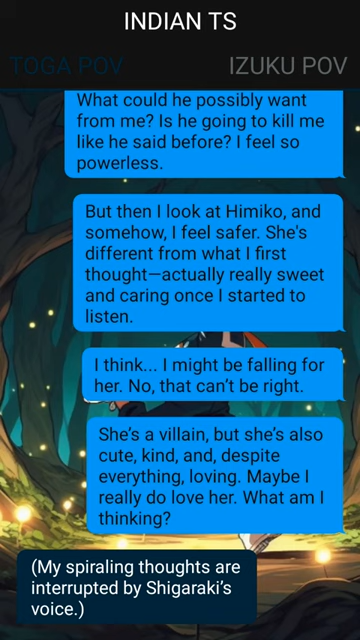 INDIAN TS
TOGA POV
IZUKU POV
What could he possibly want
from me? Is he going to kill me
like he said before? I feel so
powerless.
But then I look at Himiko, and
somehow, I feel safer. She's
different from what I first
thought—actually really sweet
and caring once I started to
listen.
I think... I might be falling for
her. No, that can't be right.
She's a villain, but she's also
cute, kind, and, despite
everything, loving. Maybe I
really do love her. What am I
thinking?
(My spiraling thoughts are
interrupted by Shigaraki's
voice.)